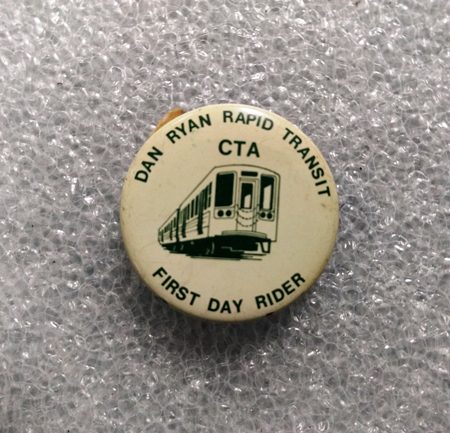 DAN RYAN RAPID TRANSIT
CTA
FIRST DAY RIDER